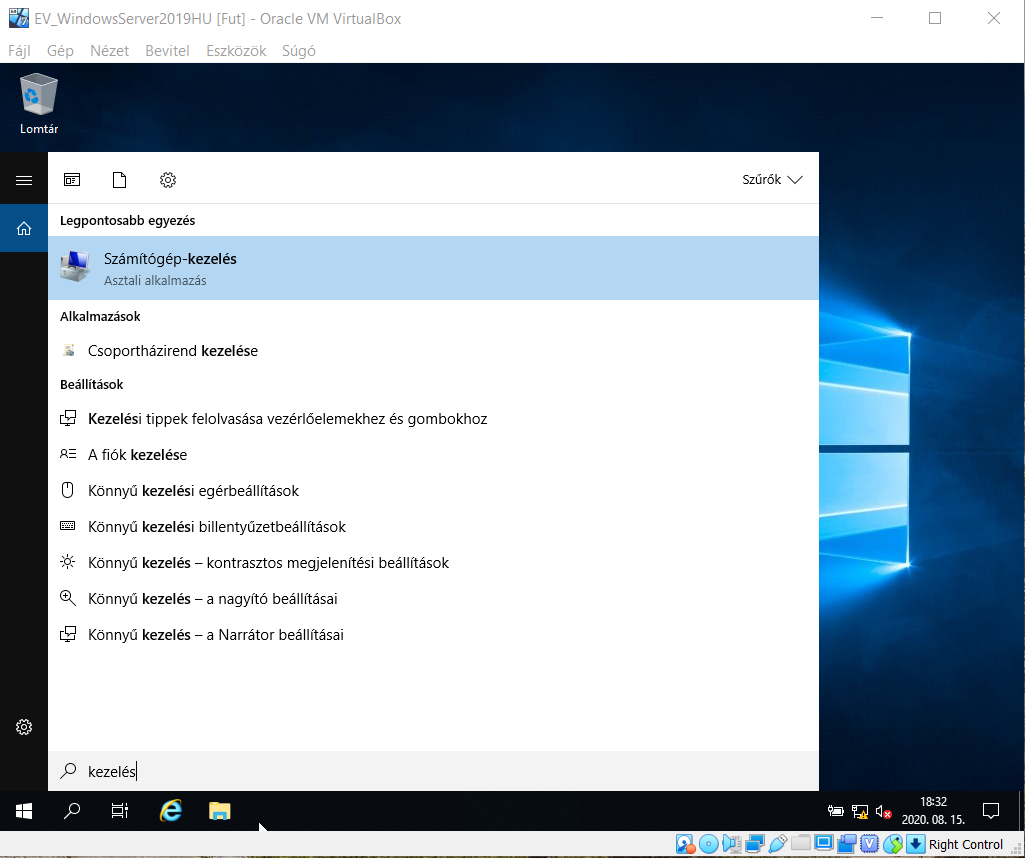 EV_WindowsServer2019HU [Fut] - Oracle VM VirtualBox
Fájl Gép Nézet Bevitel Eszközök Súgó
Lomtár
Szűrők
Legpontosabb egyezés
Számítógép-kezelés
Asztali alkalmazás
Alkalmazások
Csoportházirend kezelése
Beállítások
Kezelési tippek felolvasása vezérlőelemekhez és gombokhoz
A fiók kezelése
Könnyű kezelési egérbeállítások
Könnyű kezelési billentyűzetbeállítások
Könnyű kezelés – kontrasztos megjelenítési beállítások
Könnyű kezelés – a nagyító beállításai
Könnyű kezelés – a Narrátor beállításai
kezelés
18:32
2020. 08. 15.
Right Control